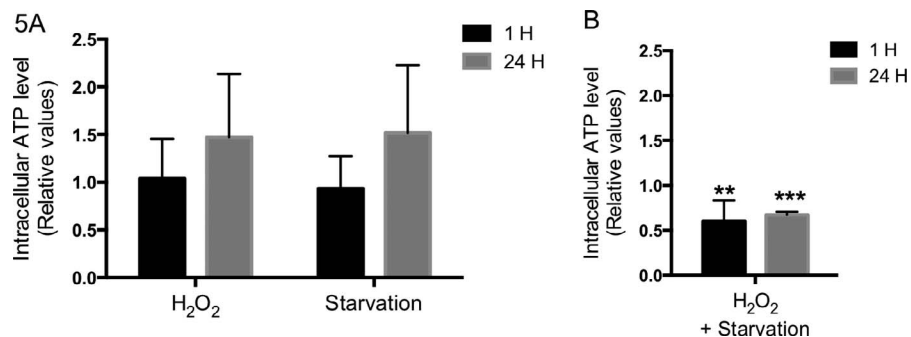 5A
Intracellular ATP level
(Relative values)
2.5
2.0
1.5
1.0
0.5
0.0
1 H
24 H
H₂O₂
Starvation
B
Intracellular ATP level
(Relative values)
2.5
2.0
1.5
1.0
0.5
0.0
1 H
24 H
**
***
H₂O₂
+ Starvation